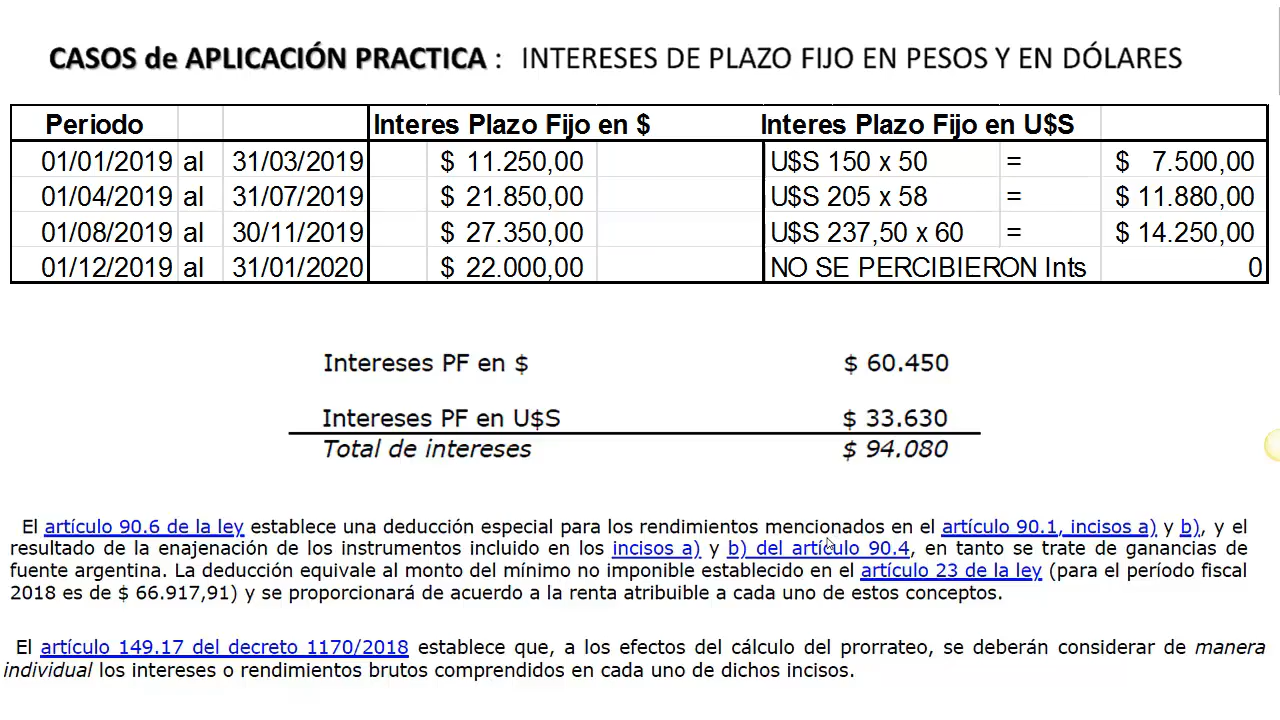 CASOS de APLICACIÓN PRACTICA : INTERESES DE PLAZO FIJO EN PESOS Y EN DÓLARES
Periodo Interes Plazo Fijo en $ Interes Plazo Fijo en U$S
01/01/2019 al 31/03/2019 $ 11.250,00 U$S 150 x 50 = $ 7.500,00
01/04/2019 al 31/07/2019 $ 21.850,00 U$S 205 x 58 = $ 11.880,00
01/08/2019 al 30/11/2019 $ 27.350,00 U$S 237,50 x 60 = $ 14.250,00
01/12/2019 al 31/01/2020 $ 22.000,00 NO SE PERCIBIERON Ints 0
Intereses PF en $ $ 60.450
Intereses PF en U$S $ 33.630
Total de intereses $ 94.080
El artículo 90.6 de la ley establece una deducción especial para los rendimientos mencionados en el artículo 90.1, incisos a) y b), y el
resultado de la enajenación de los instrumentos incluido en los incisos a) y b) del artículo 90.4, en tanto se trate de ganancias de
fuente argentina. La deducción equivale al monto del mínimo no imponible establecido en el artículo 23 de la ley (para el período fiscal
2018 es de $ 66.917,91) y se proporcionará de acuerdo a la renta atribuible a cada uno de estos conceptos.
El artículo 149.17 del decreto 1170/2018 establece que, a los efectos del cálculo del prorrateo, se deberán considerar de manera
individual los intereses o rendimientos brutos comprendidos en cada uno de dichos incisos.